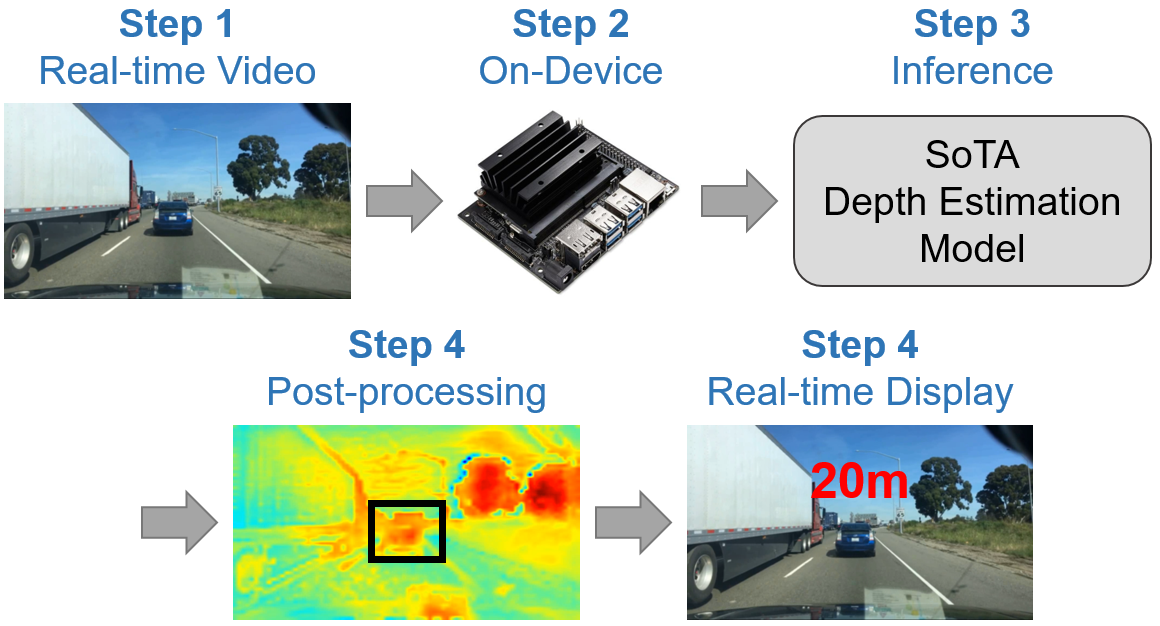 Step 1
Real-time Video
Step 2
On-Device
Step 3
Inference
SoTA
Depth Estimation
Model
Step 4
Post-processing
Step 4
Real-time Display
20m